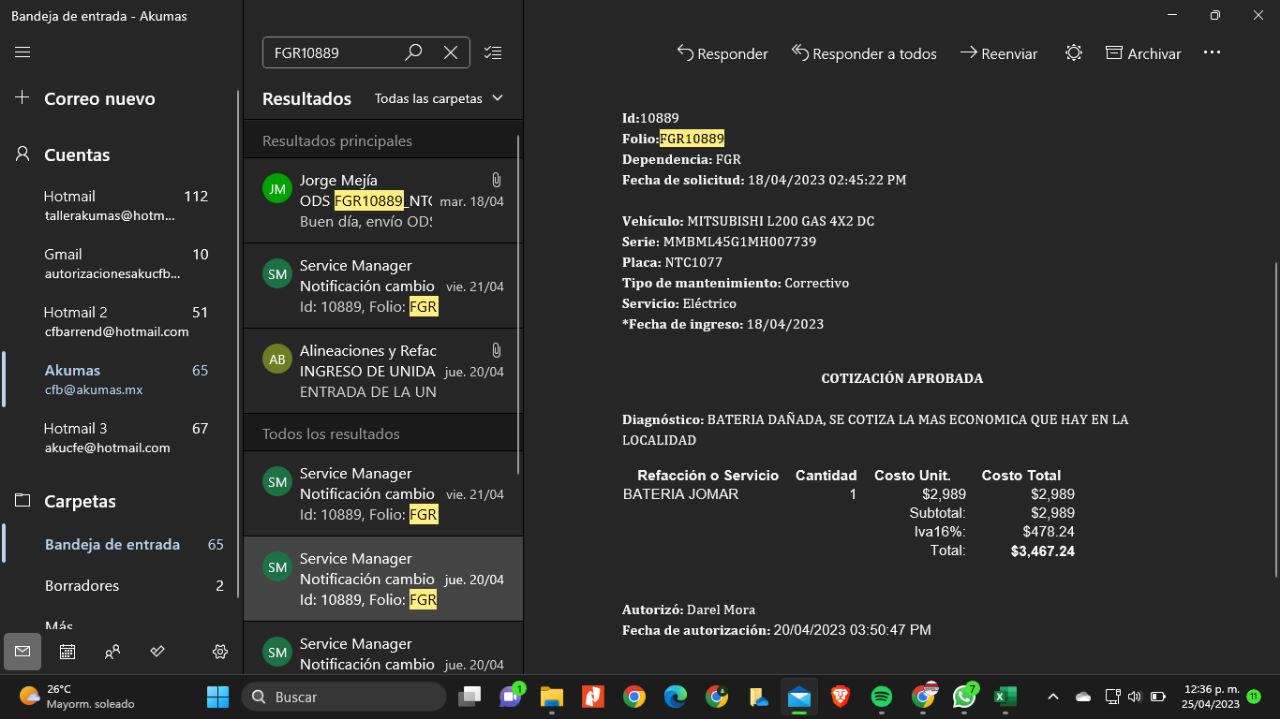 Bandeja de entrada - Akumas
Correo nuevo
Cuentas
Hotmail 112
tallerakumas@hotm...
Gmail 10
autorizacionesakucfb...
Hotmail 2 51
cfbarrend@hotmail.com
Akumas 65
cfb@akumas.mx
Hotmail 3 67
akucfe@hotmail.com
Carpetas
Bandeja de entrada 65
Borradores 2
Más
FGR10889
Resultados Todas las carpetas
Resultados principales
JM Jorge Mejía
ODS FGR10889_NTC mar. 18/04
Buen día, envío ODS
SM Service Manager
Notificación cambio vie. 21/04
Id: 10889, Folio: FGR
AB Alineaciones y Refac
INGRESO DE UNIDA jue. 20/04
ENTRADA DE LA UN
Todos los resultados
SM Service Manager
Notificación cambio vie. 21/04
Id: 10889, Folio: FGR
SM Service Manager
Notificación cambio jue. 20/04
Id: 10889, Folio: FGR
SM Service Manager
Notificación cambio jue. 20/04
Responder Responder a todos Reenviar Archivar
Id:10889
Folio:FGR10889
Dependencia: FGR
Fecha de solicitud: 18/04/2023 02:45:22 PM
Vehículo: MITSUBISHI L200 GAS 4X2 DC
Serie: MMBML45G1MH007739
Placa: NTC1077
Tipo de mantenimiento: Correctivo
Servicio: Eléctrico
*Fecha de ingreso: 18/04/2023
COTIZACIÓN APROBADA
Diagnóstico: BATERIA DAÑADA, SE COTIZA LA MAS ECONOMICA QUE HAY EN LA
LOCALIDAD
Refacción o Servicio Cantidad Costo Unit. Costo Total
BATERIA JOMAR 1 $2,989 $2,989
Subtotal: $2,989
Iva16%: $478.24
Total: $3,467.24
Autorizó: Darel Mora
Fecha de autorización: 20/04/2023 03:50:47 PM
26°C
Mayorm. soleado
Buscar
1
7
12:36 p. m.
25/04/2023
11